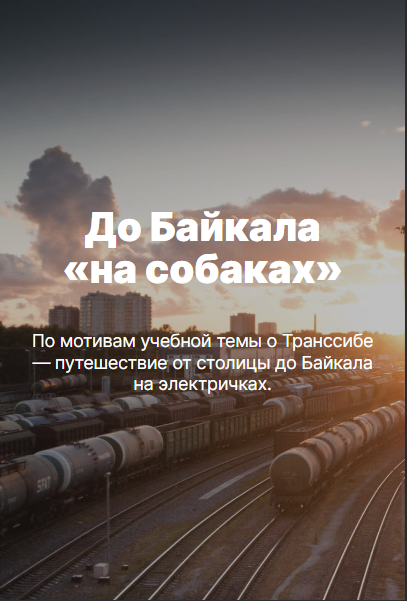 До Байкала
«на собаках»
По мотивам учебной темы о Транссибе
— путешествие от столицы до Байкала
на электричках.